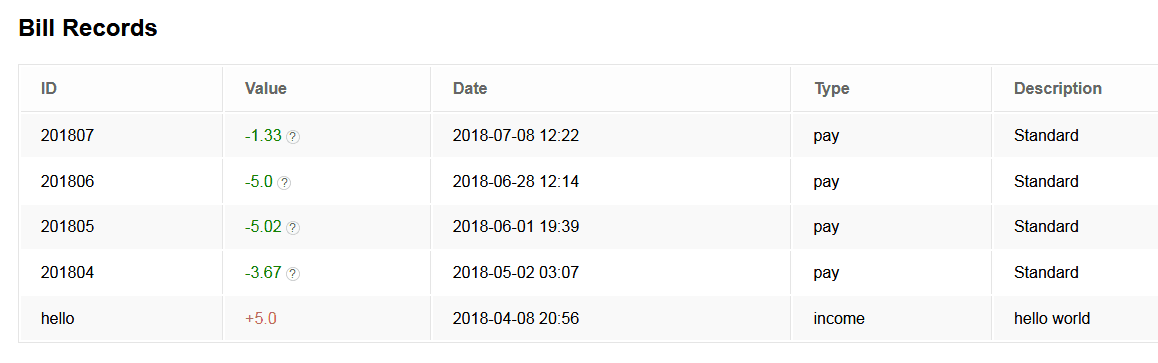 Bill Records
ID Value Date Type Description
201807 -1.33 ? 2018-07-08 12:22 pay Standard
201806 -5.0 ? 2018-06-28 12:14 pay Standard
201805 -5.02 ? 2018-06-01 19:39 pay Standard
201804 -3.67 ? 2018-05-02 03:07 pay Standard
hello +5.0 2018-04-08 20:56 income hello world